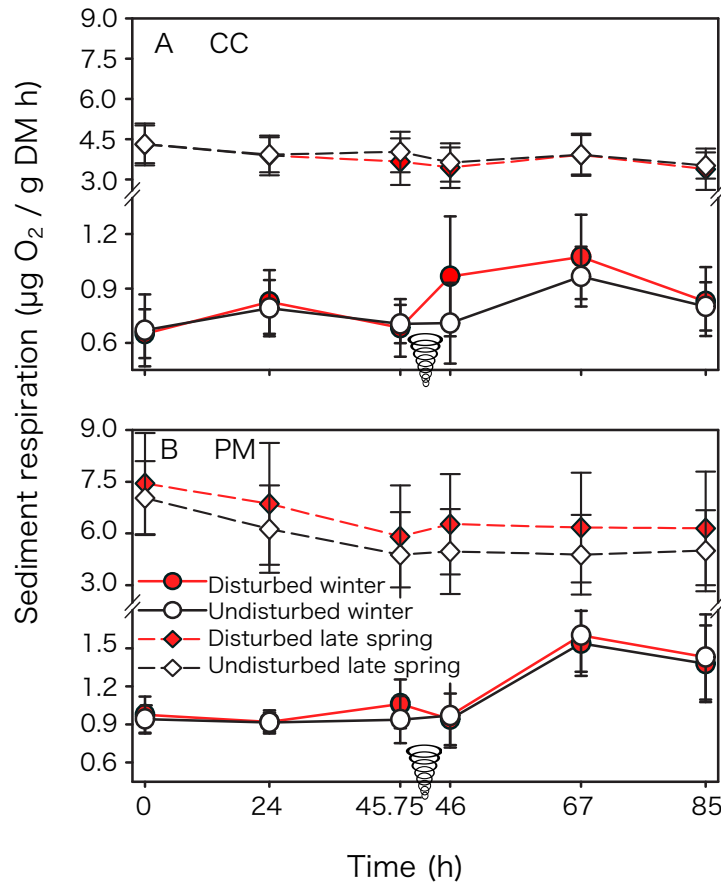 Sediment respiration (µg O₂ / g DM h)
A CC
9.0
7.5
6.0
4.5
3.0
1.2
0.9
0.6
B PM
9.0
7.5
6.0
4.5
3.0
1.5
1.2
0.9
0.6
Disturbed winter
Undisturbed winter
Disturbed late spring
Undisturbed late spring
0 24 45.75 46 67 85
Time (h)